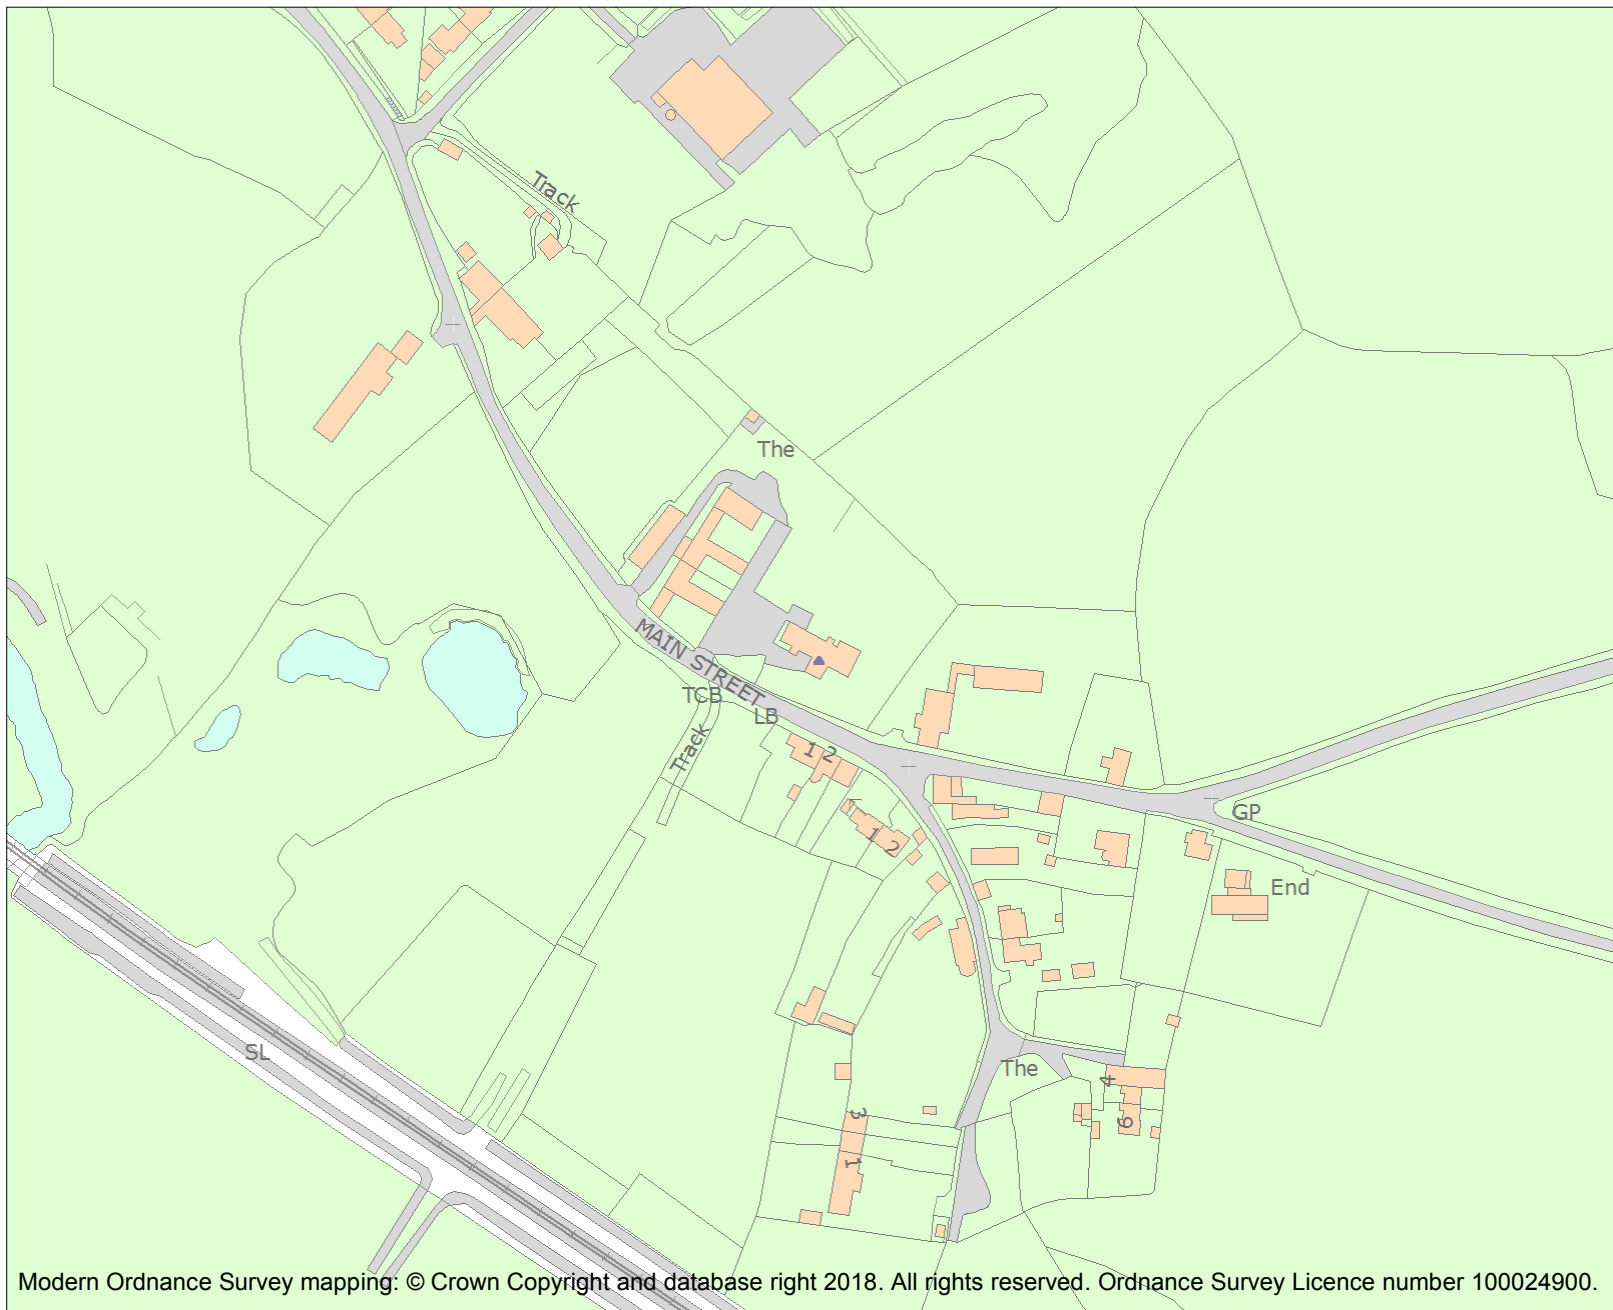 Track
The
MAIN STREET
TCB
LB
Track
1 2
GP
1 2
End
SL
The
4
3
6
1
Modern Ordnance Survey mapping: © Crown Copyright and database right 2018. All rights reserved. Ordnance Survey Licence number 100024900.